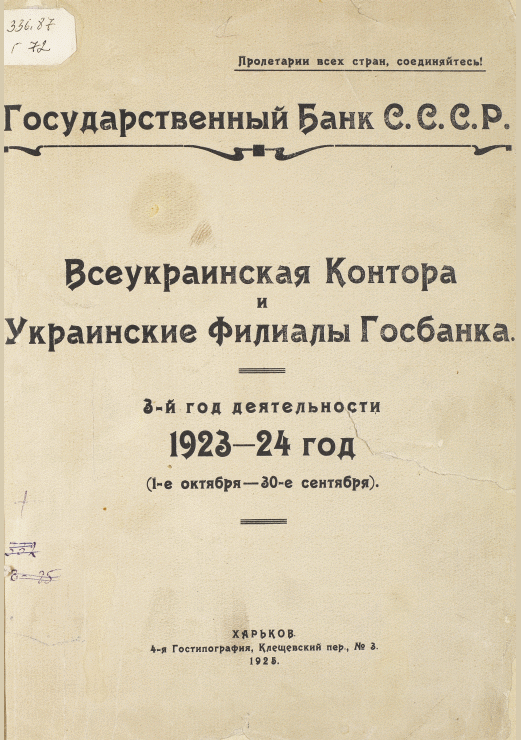 336.87
г 72
Пролетарии всех стран, соединяйтесь!
Государственный Банк С. С. С. Р.
Всеукраинская Контора
и
Украинские Филиалы Госбанка.
3-й год деятельности
1923—24 год
(1-е октября—30-е сентября).
ХАРЬКОВ.
4-я Гостипография, Клещевский пер., № 3.
1925.